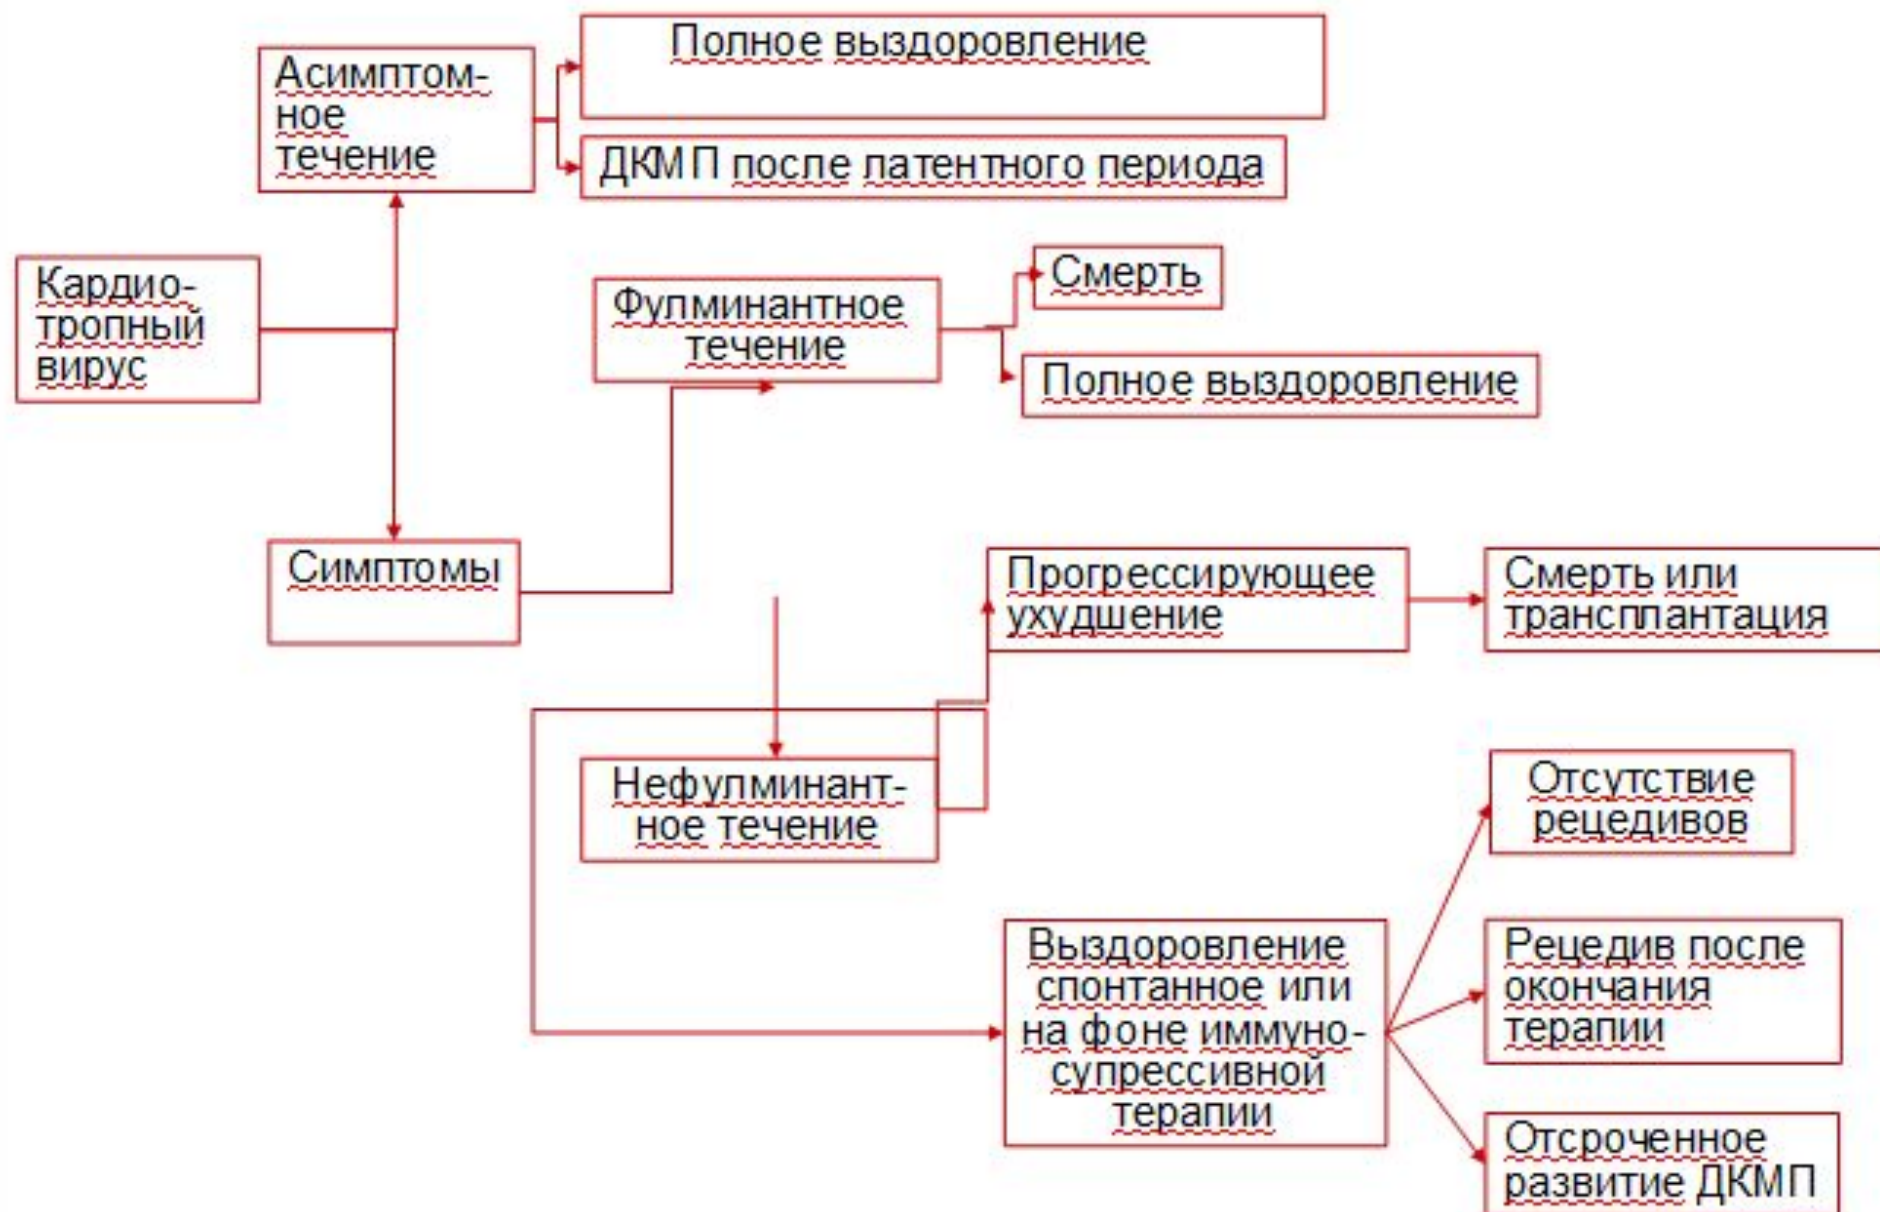 Полное выздоровление
Асимптом-
ное
течение
ДКМП после латентного периода
Кардио-
тропный
вирус
Смерть
Фулминантное
течение
Полное выздоровление
Симптомы
Прогрессирующее
ухудшение
Смерть или
трансплантация
Нефулминант-
ное течение
Отсутствие
рецедивов
Выздоровление
спонтанное или
на фоне иммуно-
супрессивной
терапии
Рецедив после
окончания
терапии
Отсроченное
развитие ДКМП